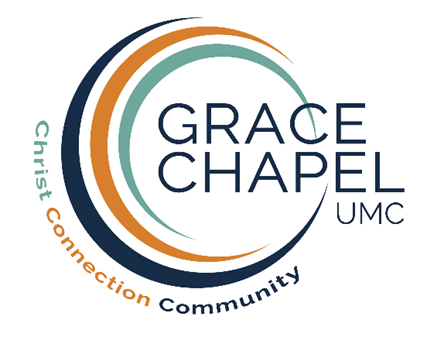 GRACE
CHAPEL
UMC
Christ Connection Community